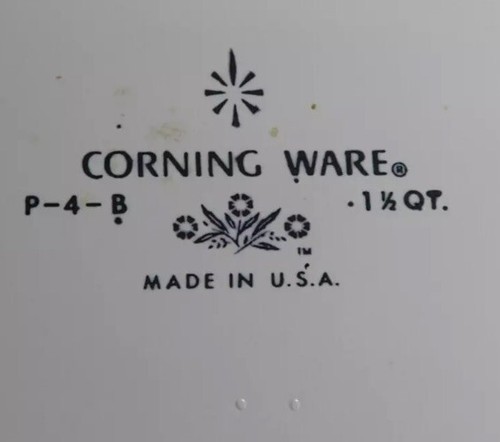 CORNING WARE®
P-4-B 1½ QT.
TM
MADE IN U.S.A.